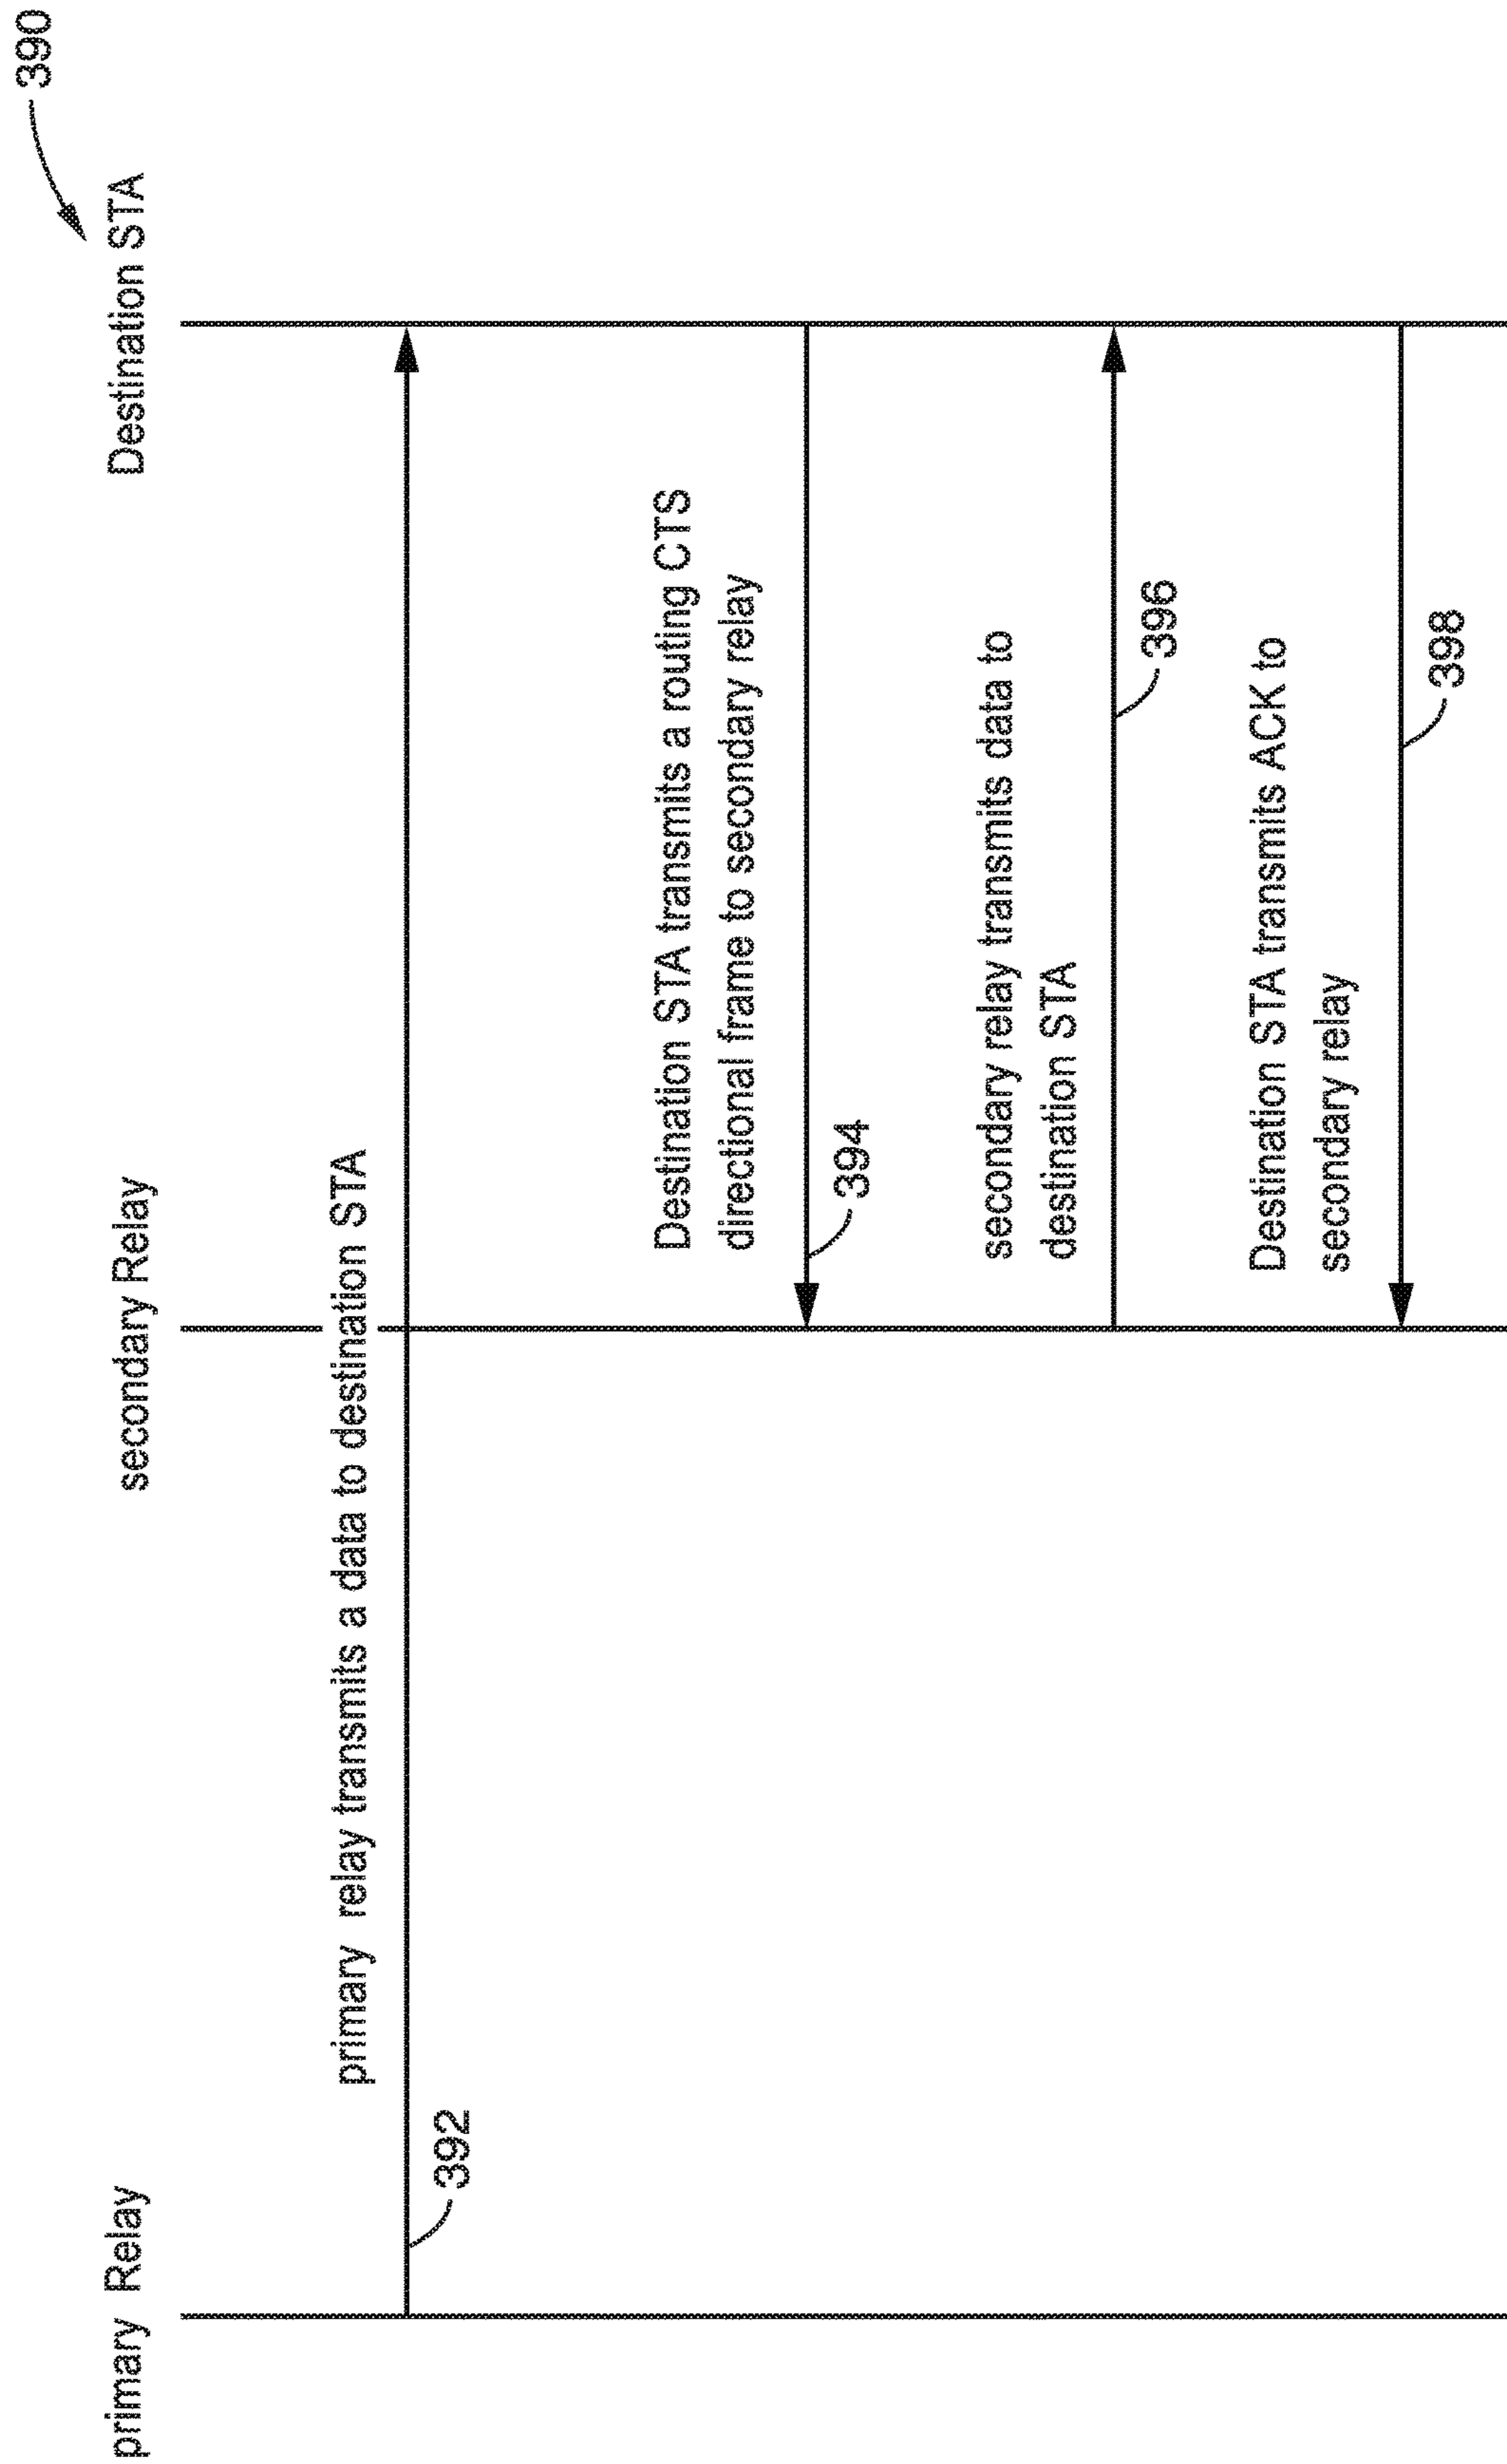 390
primary Relay
secondary Relay
Destination STA
primary relay transmits a data to destination STA
392
Destination STA transmits a routing CTS
directional frame to secondary relay
394
secondary relay transmits data to
destination STA
396
Destination STA transmits ACK to
secondary relay
398